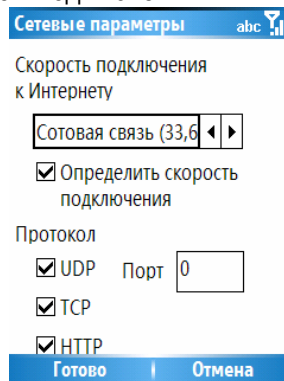 Сетевые параметры abc
Скорость подключения
к Интернету
Сотовая связь (33,6
Определить скорость
подключения
Протокол
UDP Порт 0
TCP
HTTP
Готово Отмена